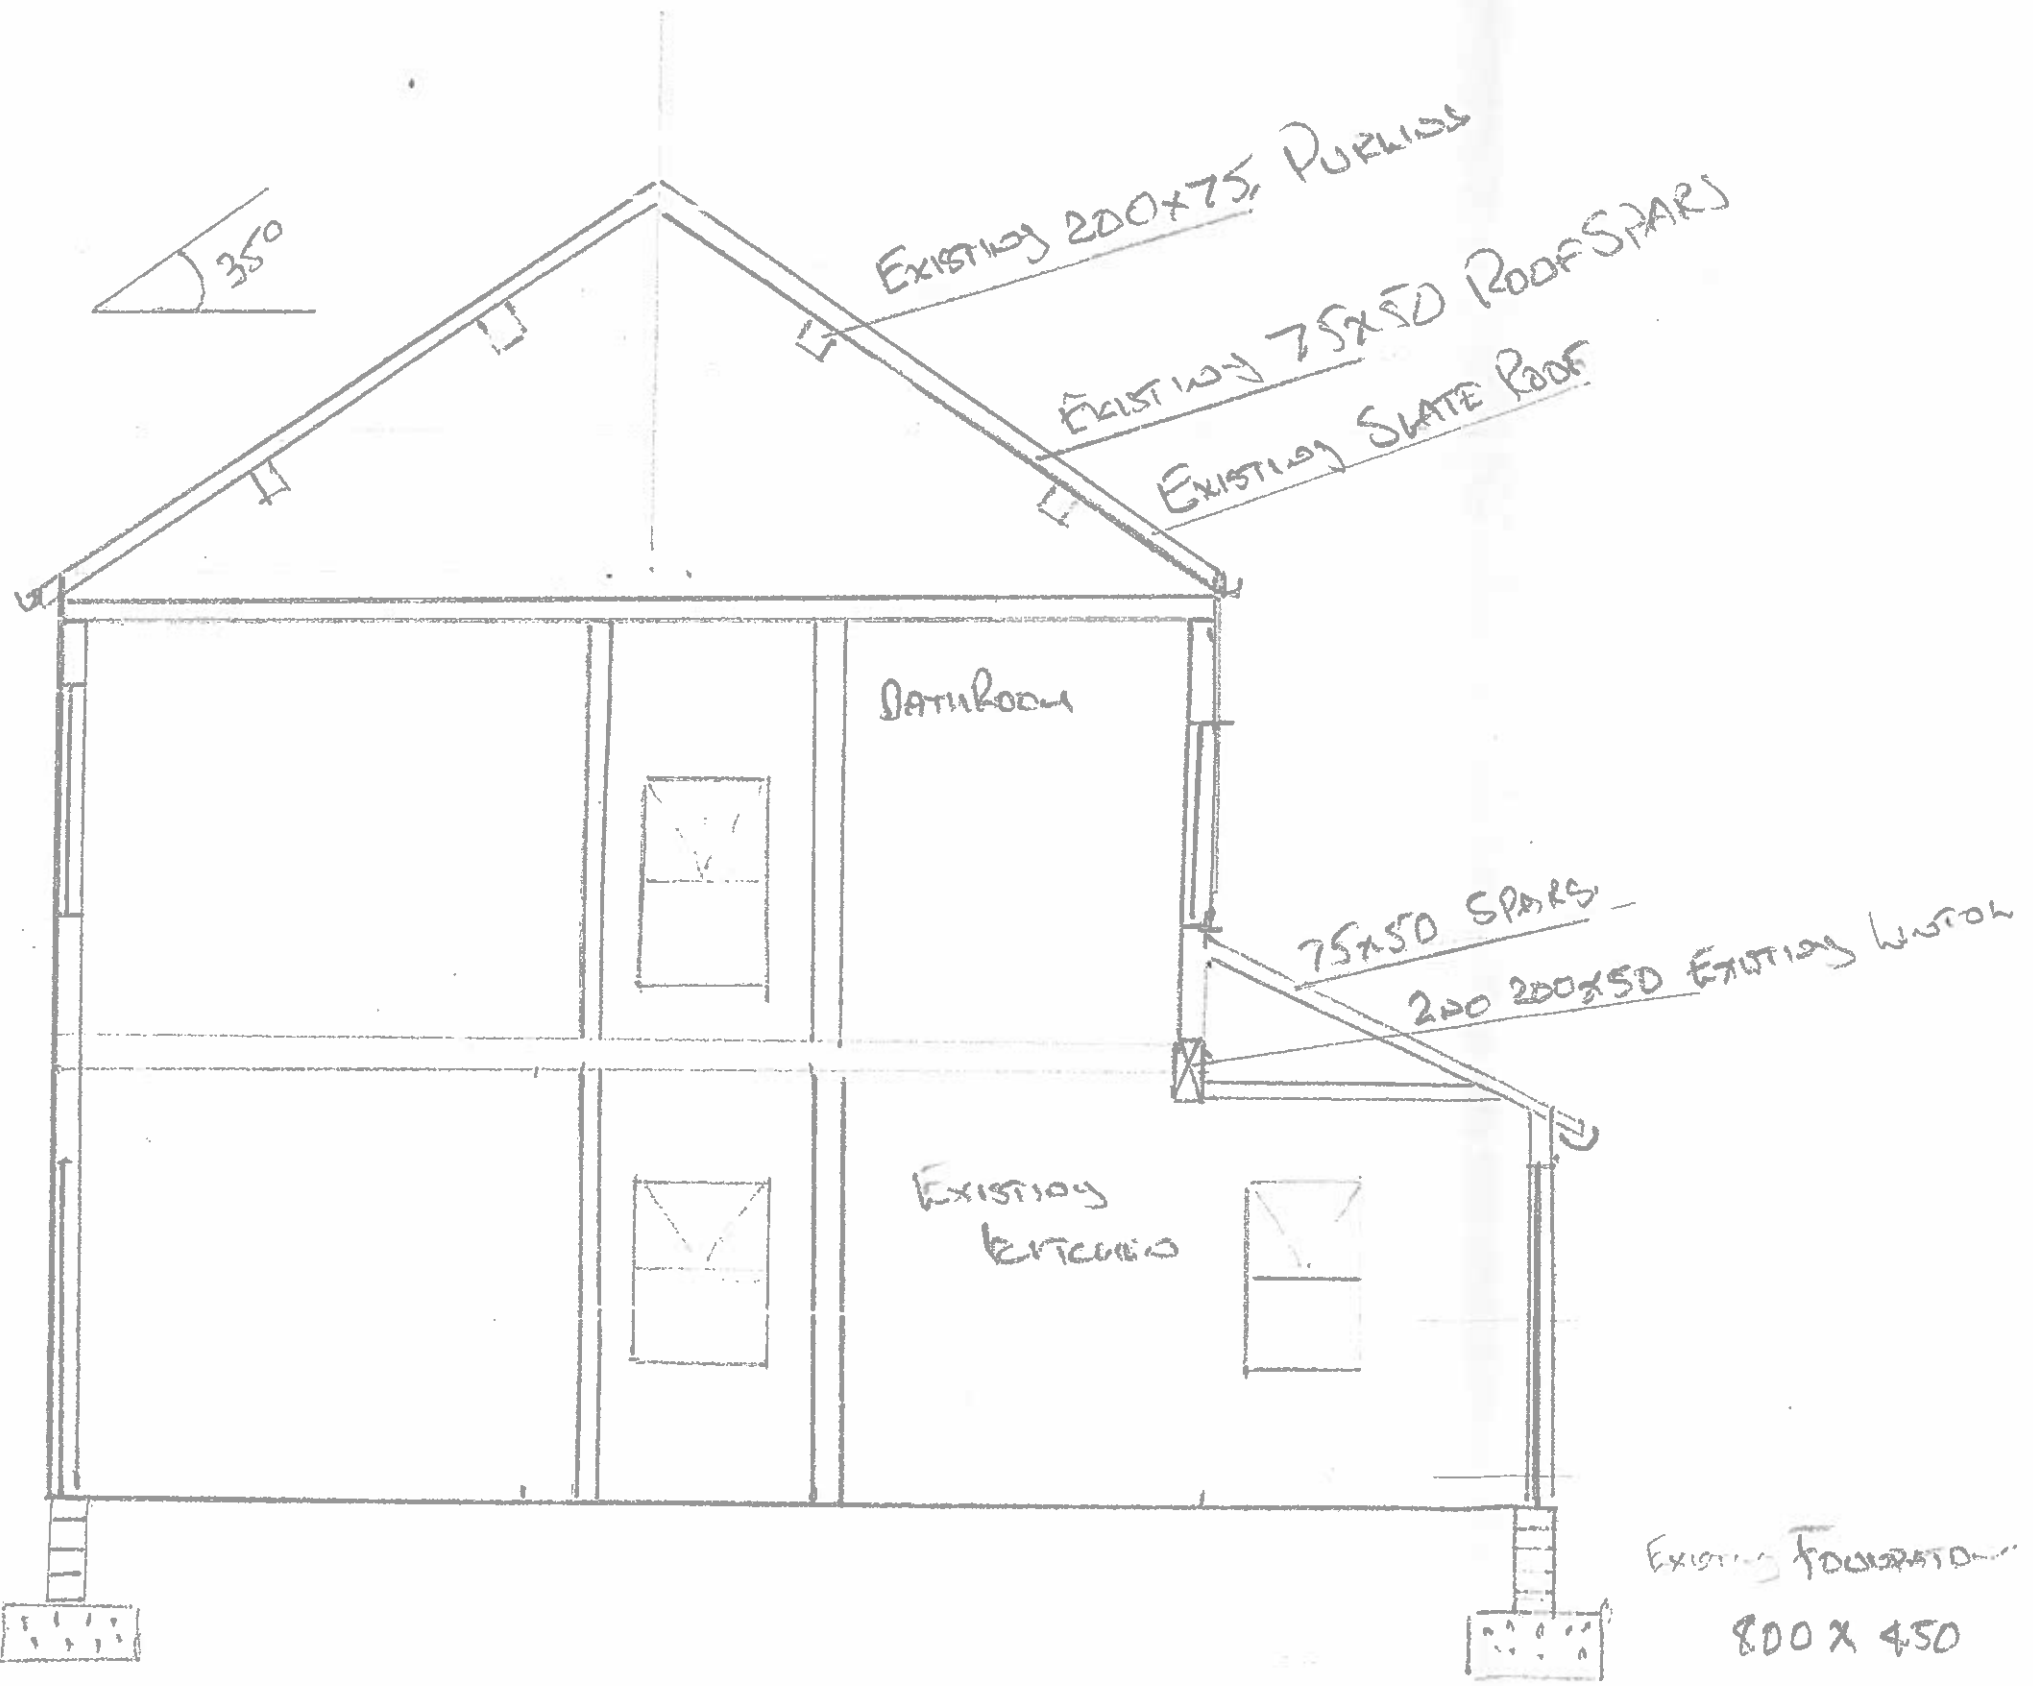 35°
Existing 200x75 Purlins
Existing 75x50 Roof Spars
Existing Slate Roof
Bathroom
75x50 Spars
2no 200x50 Existing Lintol
Existing
Kitchen
Existing Foundation
800 x 450